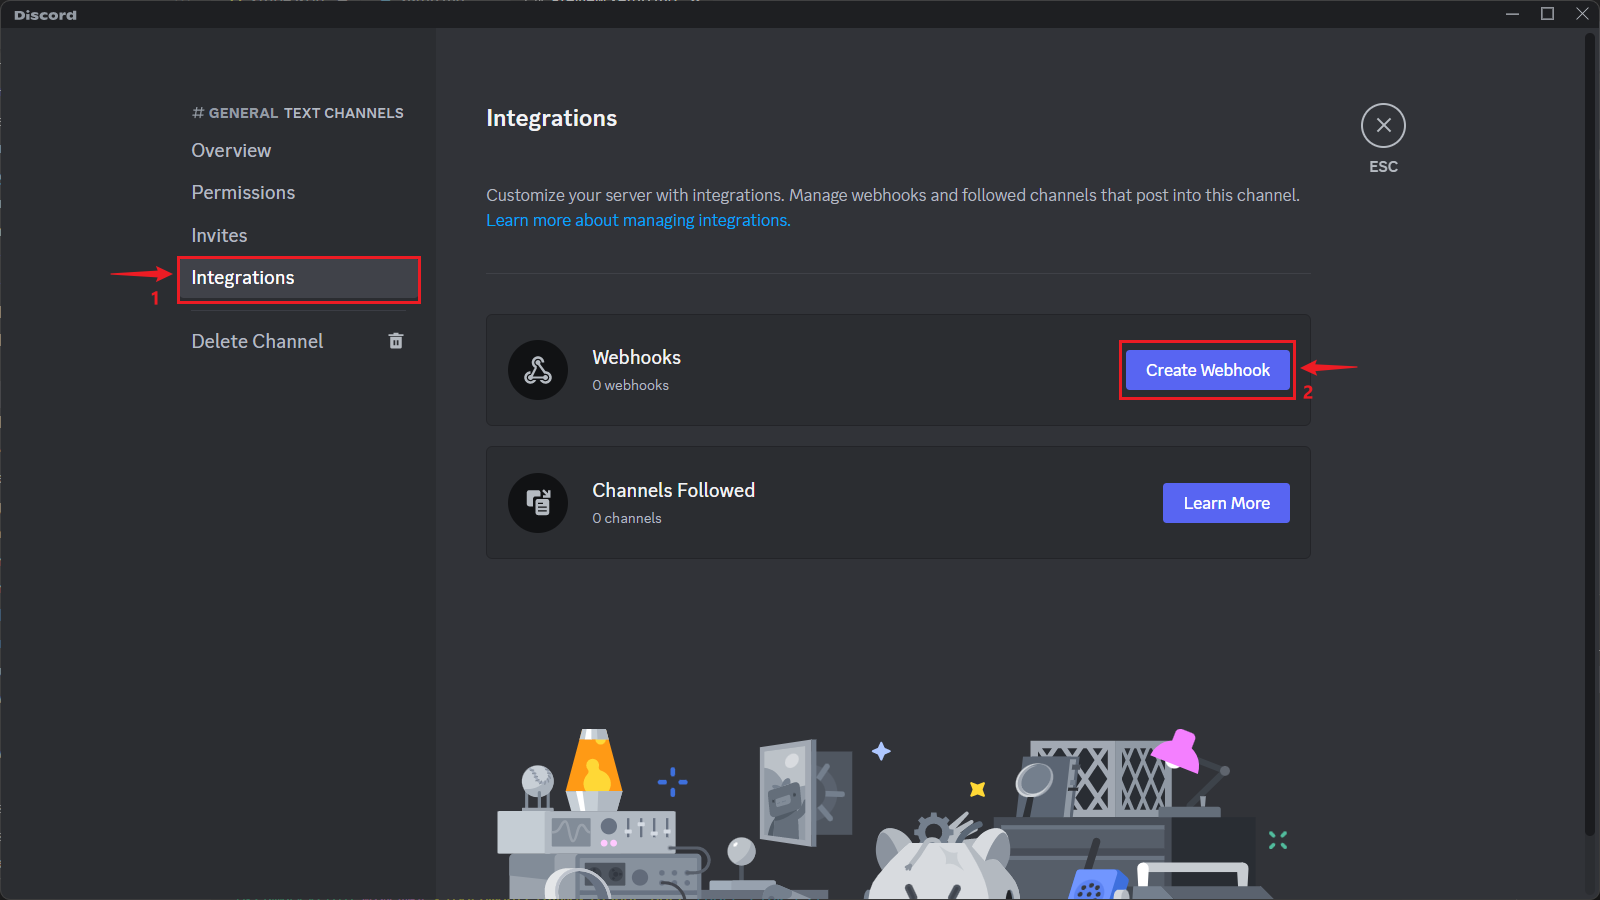 Discord
# GENERAL TEXT CHANNELS
Overview
Permissions
Invites
1
Integrations
Delete Channel
Integrations
ESC
Customize your server with integrations. Manage webhooks and followed channels that post into this channel.
Learn more about managing integrations.
Webhooks
0 webhooks
Create Webhook
2
Channels Followed
0 channels
Learn More